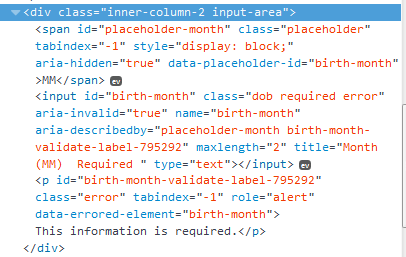 <div class="inner-column-2 input-area">
<span id="placeholder-month" class="placeholder"
tabindex="-1" style="display: block;"
aria-hidden="true" data-placeholder-id="birth-month"
>MM</span> ev
<input id="birth-month" class="dob required error"
aria-invalid="true" name="birth-month"
aria-describedby="placeholder-month birth-month-
validate-label-795292" maxlength="2" title="Month
(MM)  Required " type="text"></input> ev
<p id="birth-month-validate-label-795292"
class="error" tabindex="-1" role="alert"
data-errored-element="birth-month">
This information is required.</p>
</div>